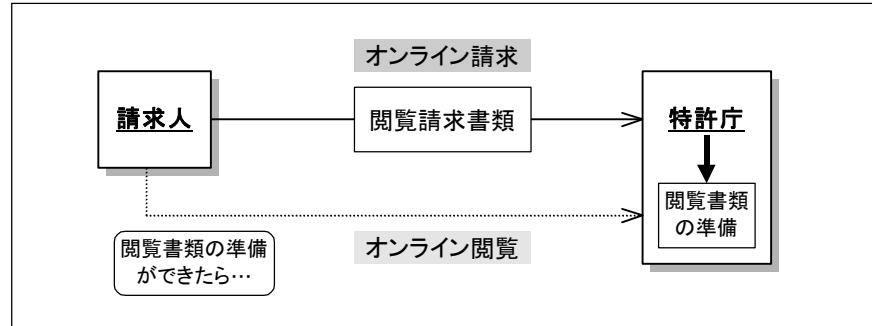 オンライン請求
請求人
閲覧請求書類
特許庁
閲覧書類
の準備
オンライン閲覧
閲覧書類の準備
ができたら…